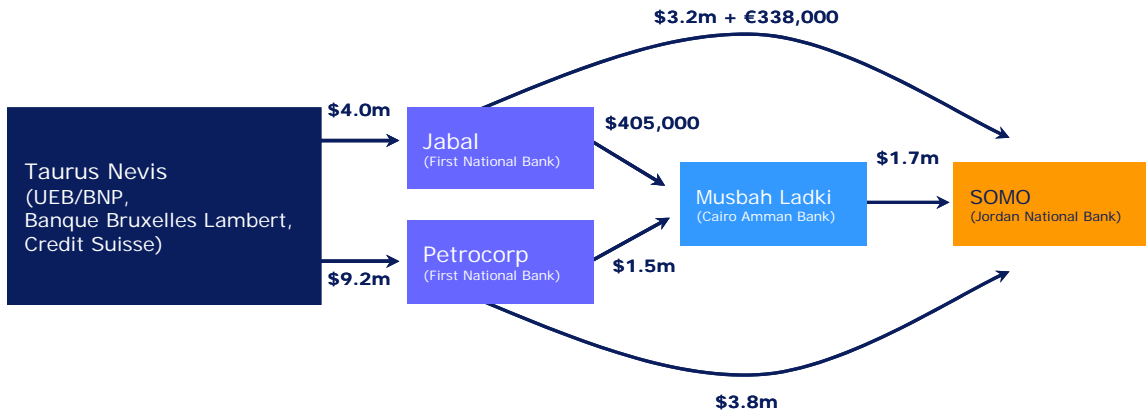 $3.2m + €338,000
$4.0m
Jabal
(First National Bank)
$405,000
Taurus Nevis
(UEB/BNP,
Banque Bruxelles Lambert,
Credit Suisse)
$1.7m
Musbah Ladki
(Cairo Amman Bank)
SOMO
(Jordan National Bank)
Petrocorp
(First National Bank)
$9.2m
$1.5m
$3.8m